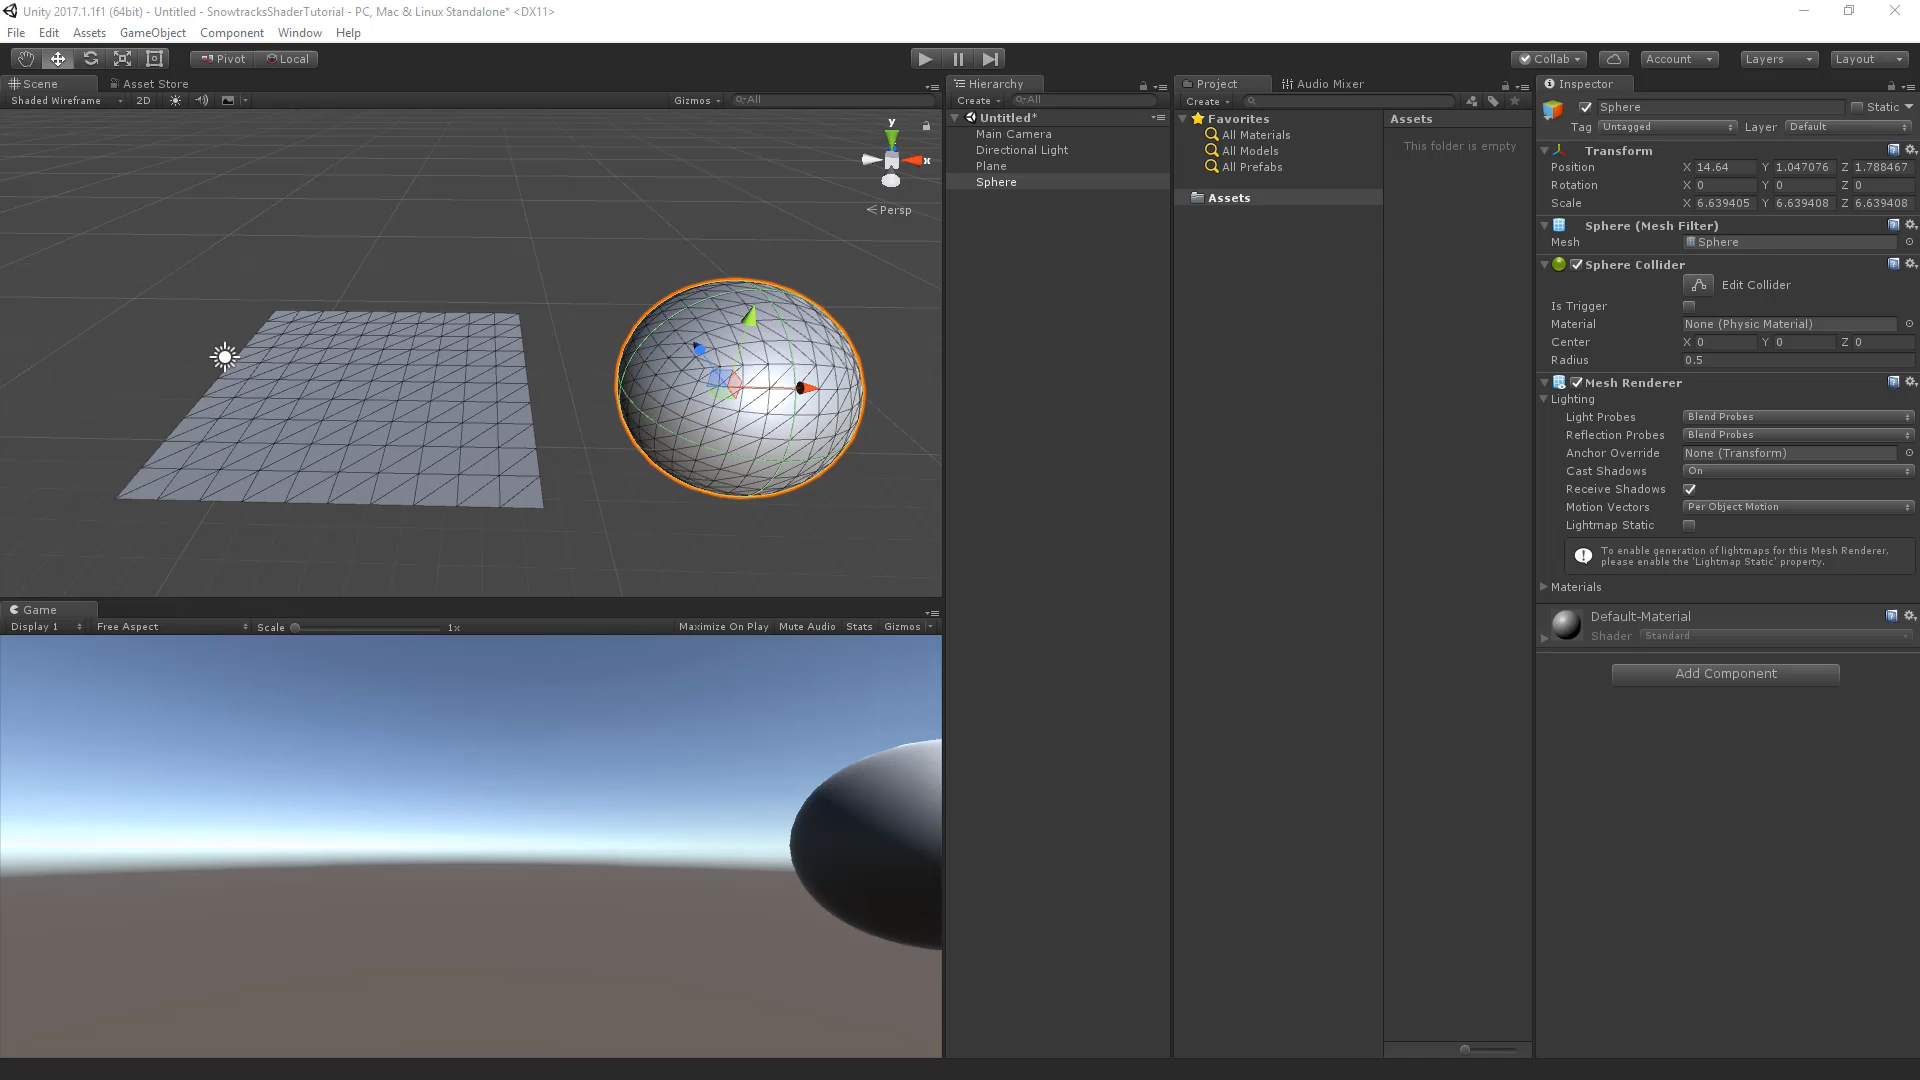 Unity 2017.1.1f1 (64bit) - Untitled - SnowtracksShaderTutorial - PC, Mac & Linux Standalone* <DX11>
File Edit Assets GameObject Component Window Help
Pivot Local
Collab Account Layers Layout
Scene Asset Store
Shaded Wireframe 2D Gizmos All
y
x
Persp
Game
Display 1 Free Aspect Scale 1x Maximize On Play Mute Audio Stats Gizmos
Hierarchy
Create All
Untitled*
Main Camera
Directional Light
Plane
Sphere
Project Audio Mixer
Create
Favorites
All Materials
All Models
All Prefabs
Assets
Assets
This folder is empty
Inspector
Sphere Static
Tag Untagged Layer Default
Transform
Position X 14.64 Y 1.047076 Z 1.788467
Rotation X 0 Y 0 Z 0
Scale X 6.639405 Y 6.639408 Z 6.639408
Sphere (Mesh Filter)
Mesh Sphere
Sphere Collider
Edit Collider
Is Trigger
Material None (Physic Material)
Center X 0 Y 0 Z 0
Radius 0.5
Mesh Renderer
Lighting
Light Probes Blend Probes
Reflection Probes Blend Probes
Anchor Override None (Transform)
Cast Shadows On
Receive Shadows
Motion Vectors Per Object Motion
Lightmap Static
To enable generation of lightmaps for this Mesh Renderer,
please enable the 'Lightmap Static' property.
Materials
Default-Material
Shader Standard
Add Component